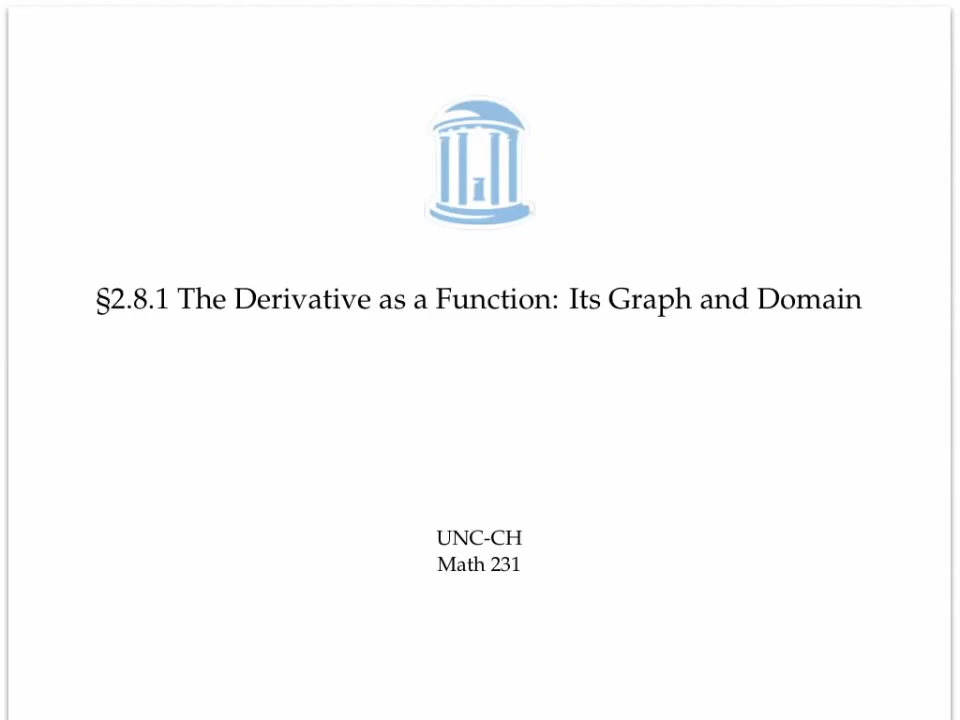 §2.8.1 The Derivative as a Function: Its Graph and Domain
UNC-CH
Math 231